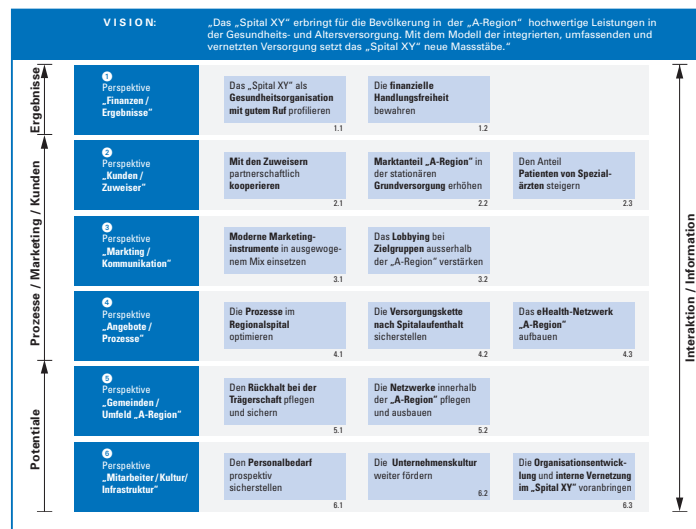 VISION:
„Das „Spital XY“ erbringt für die Bevölkerung in der „A-Region“ hochwertige Leistungen in
der Gesundheits- und Altersversorgung. Mit dem Modell der integrierten, umfassenden und
vernetzten Versorgung setzt das „Spital XY“ neue Massstäbe.“
Ergebnisse
1
Perspektive
„Finanzen /
Ergebnisse“
Das „Spital XY“ als
Gesundheitsorganisation
mit gutem Ruf profilieren
1.1
Die finanzielle
Handlungsfreiheit
bewahren
1.2
Prozesse / Marketing / Kunden
2
Perspektive
„Kunden /
Zuweiser“
Mit den Zuweisern
partnerschaftlich
kooperieren
2.1
Marktanteil „A-Region“ in
der stationären
Grundversorgung erhöhen
2.2
Den Anteil
Patienten von Spezial-
ärzten steigern
2.3
3
Perspektive
„Markting /
Kommunikation“
Moderne Marketing-
instrumente in ausgewoge-
nem Mix einsetzen
3.1
Das Lobbying bei
Zielgruppen ausserhalb
der „A-Region“ verstärken
3.2
4
Perspektive
„Angebote /
Prozesse“
Die Prozesse im
Regionalspital
optimieren
4.1
Die Versorgungskette
nach Spitalaufenthalt
sicherstellen
4.2
Das eHealth-Netzwerk
„A-Region“
aufbauen
4.3
Potentiale
5
Perspektive
„Gemeinden /
Umfeld „A-Region“
Den Rückhalt bei der
Trägerschaft pflegen
und sichern
5.1
Die Netzwerke innerhalb
der „A-Region“ pflegen
und ausbauen
5.2
6
Perspektive
„Mitarbeiter/Kultur/
Infrastruktur“
Den Personalbedarf
prospektiv
sicherstellen
6.1
Die Unternehmenskultur
weiter fördern
6.2
Die Organisationsentwick-
lung und interne Vernetzung
im „Spital XY“ voranbringen
6.3
Interaktion / Information